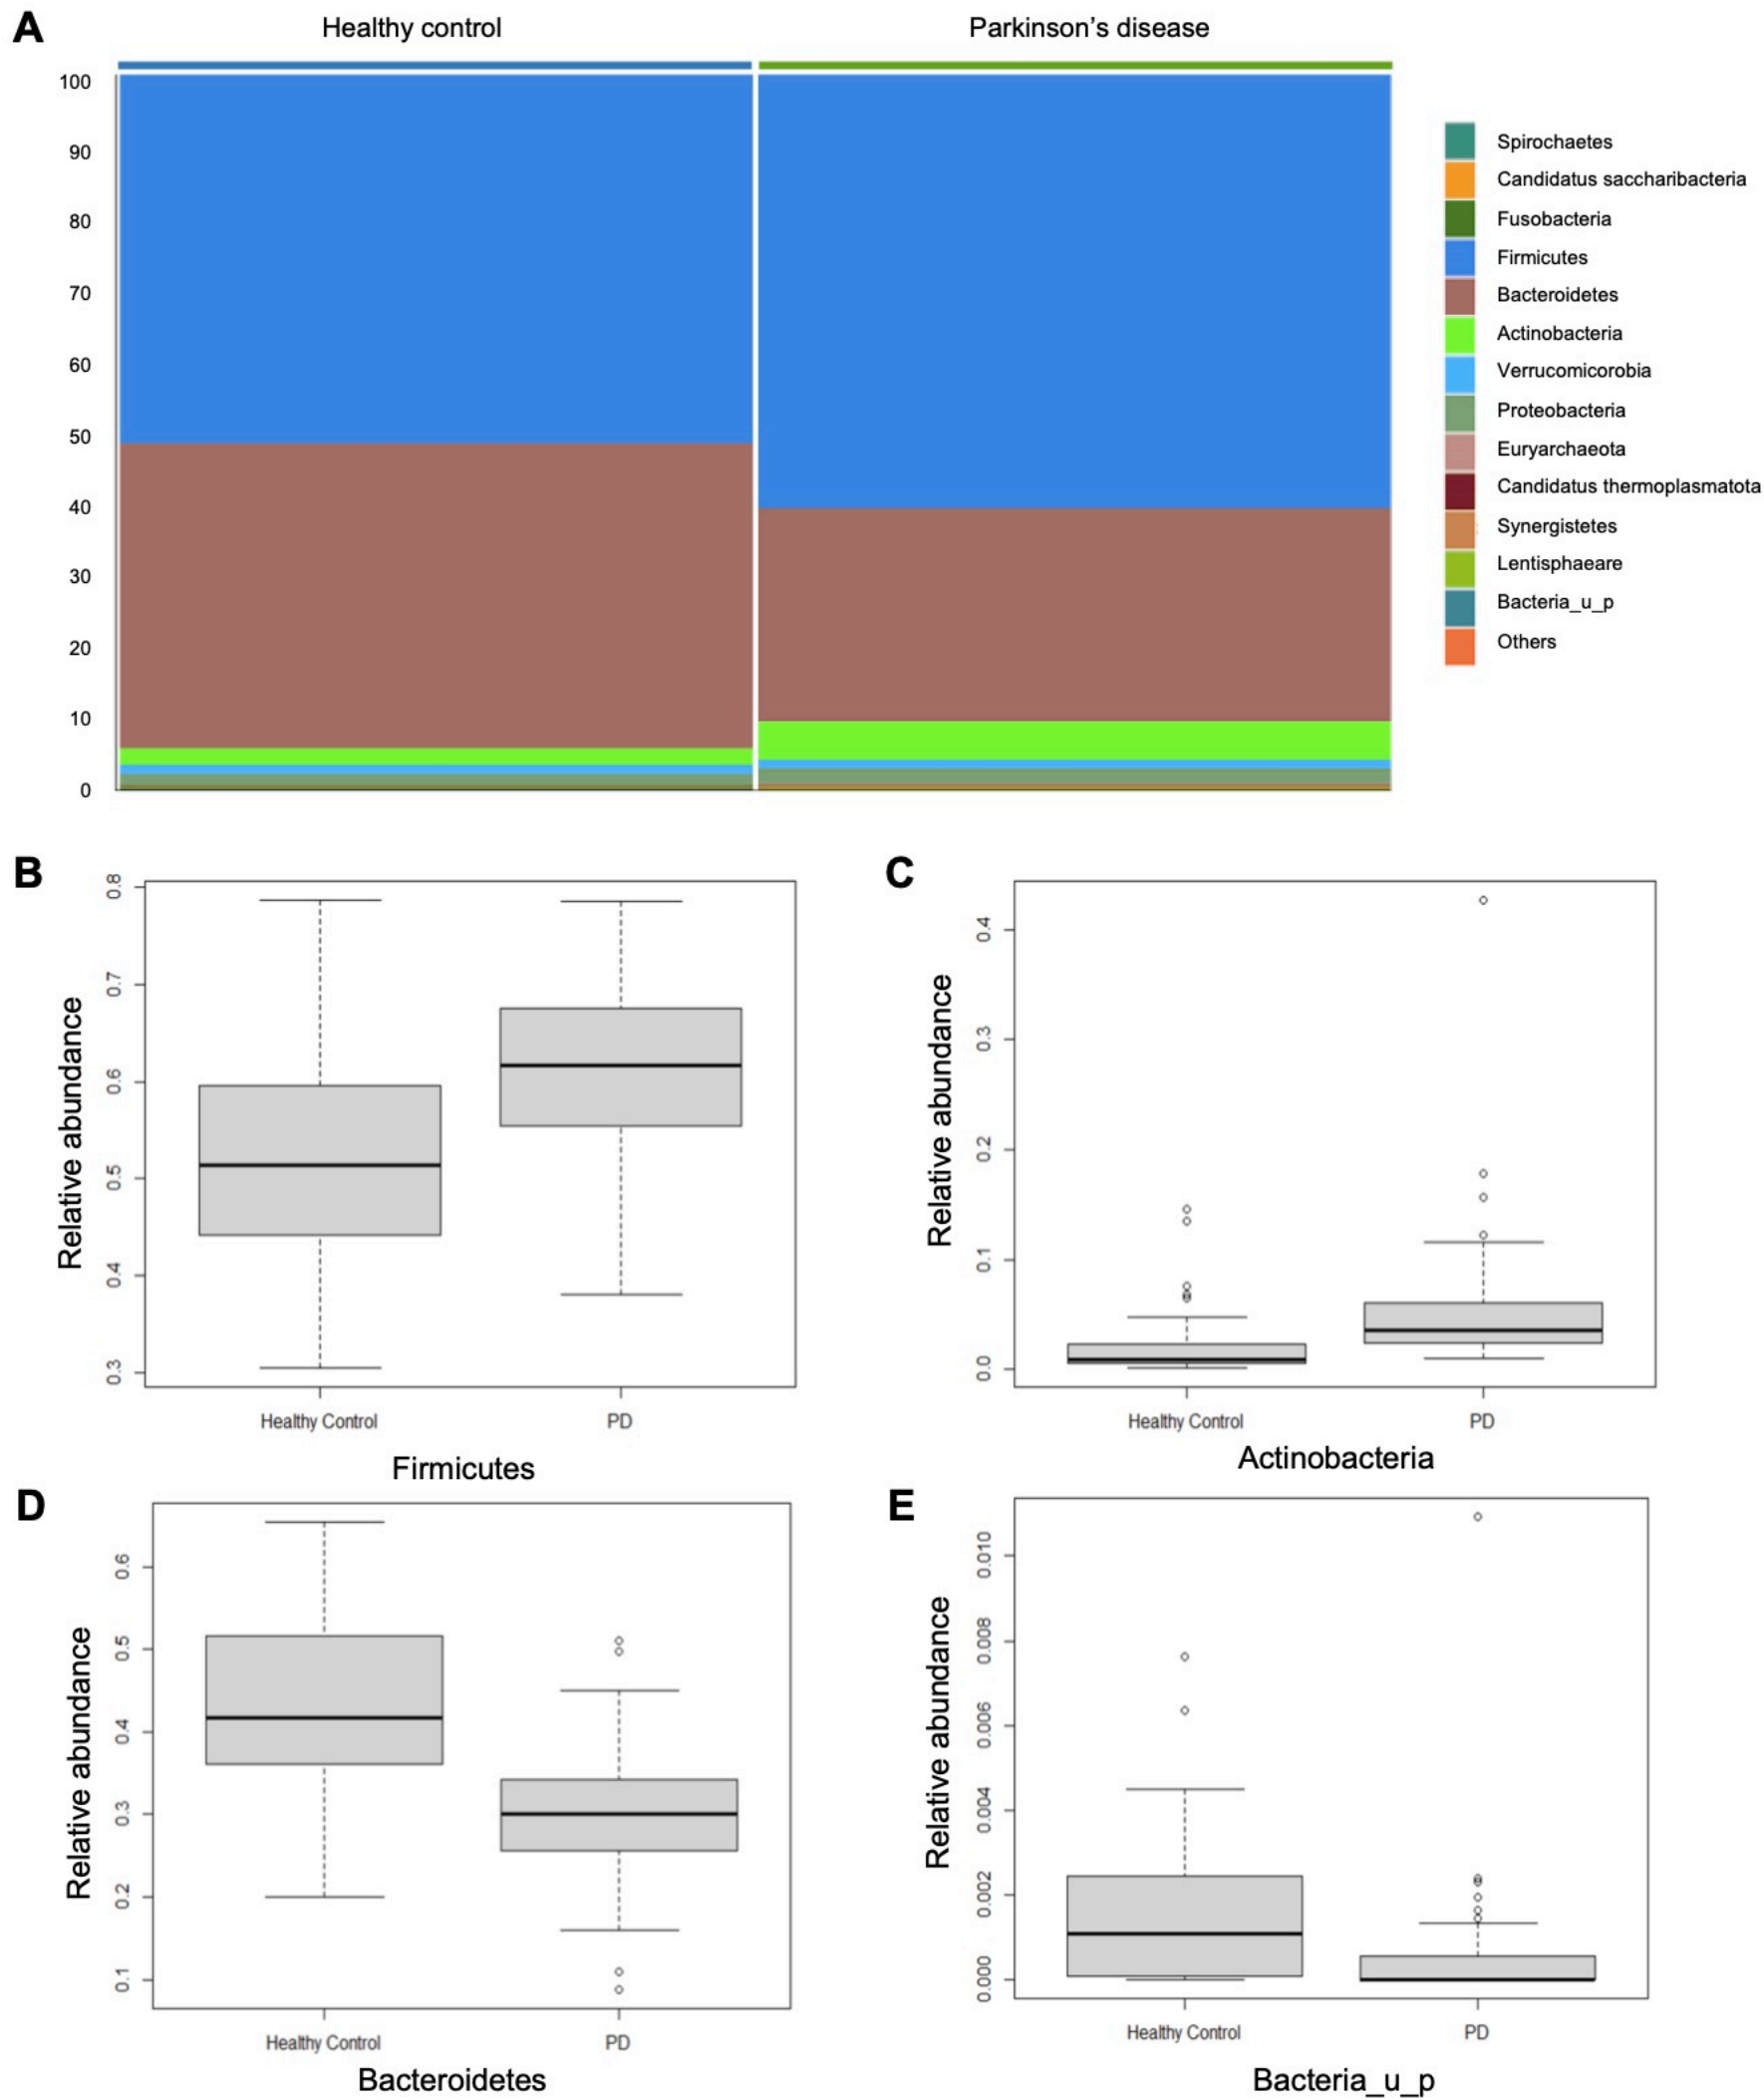 A
Healthy control
Parkinson's disease
100
90
80
70
60
50
40
30
20
10
0
Spirochaetes
Candidatus saccharibacteria
Fusobacteria
Firmicutes
Bacteroidetes
Actinobacteria
Verrucomicorobia
Proteobacteria
Euryarchaeota
Candidatus thermoplasmatota
Synergistetes
Lentisphaeare
Bacteria_u_p
Others
B
Relative abundance
0.8
0.7
0.6
0.5
0.4
0.3
Healthy Control
PD
Firmicutes
C
Relative abundance
0.4
0.3
0.2
0.1
0.0
Healthy Control
PD
Actinobacteria
D
Relative abundance
0.6
0.5
0.4
0.3
0.2
0.1
Healthy Control
PD
Bacteroidetes
E
Relative abundance
0.010
0.008
0.006
0.004
0.002
0.000
Healthy Control
PD
Bacteria_u_p